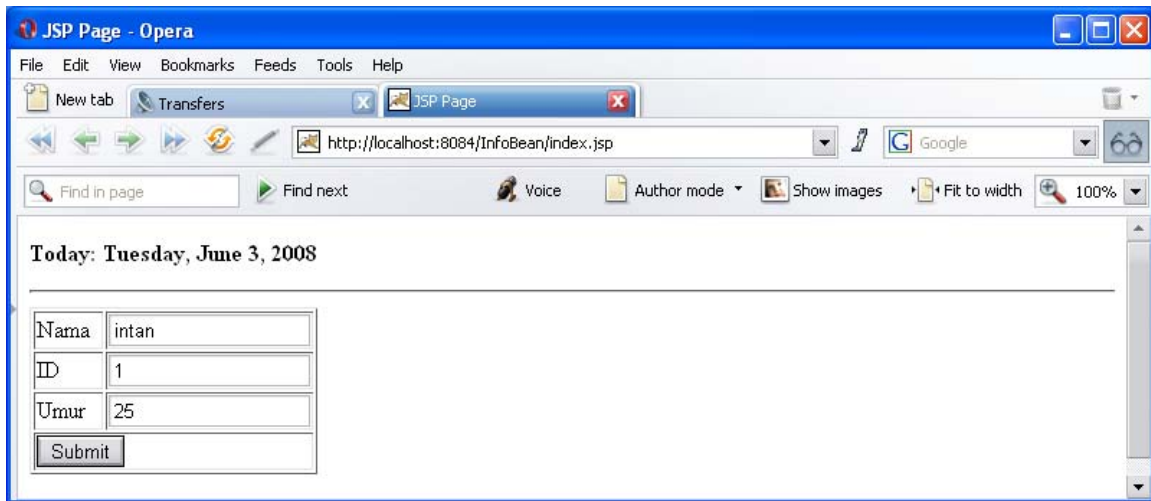 JSP Page - Opera
File Edit View Bookmarks Feeds Tools Help
New tab Transfers JSP Page
http://localhost:8084/InfoBean/index.jsp Google
Find in page Find next Voice Author mode Show images Fit to width 100%
Today: Tuesday, June 3, 2008
Nama intan
ID 1
Umur 25
Submit